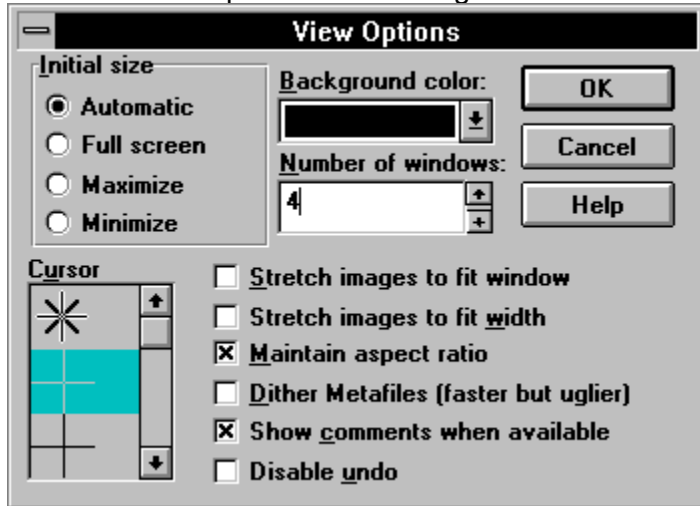 View Options
Initial size
Automatic
Full screen
Maximize
Minimize
Background color:
Number of windows:
4
OK
Cancel
Help
Cursor
Stretch images to fit window
Stretch images to fit width
Maintain aspect ratio
Dither Metafiles (faster but uglier)
Show comments when available
Disable undo